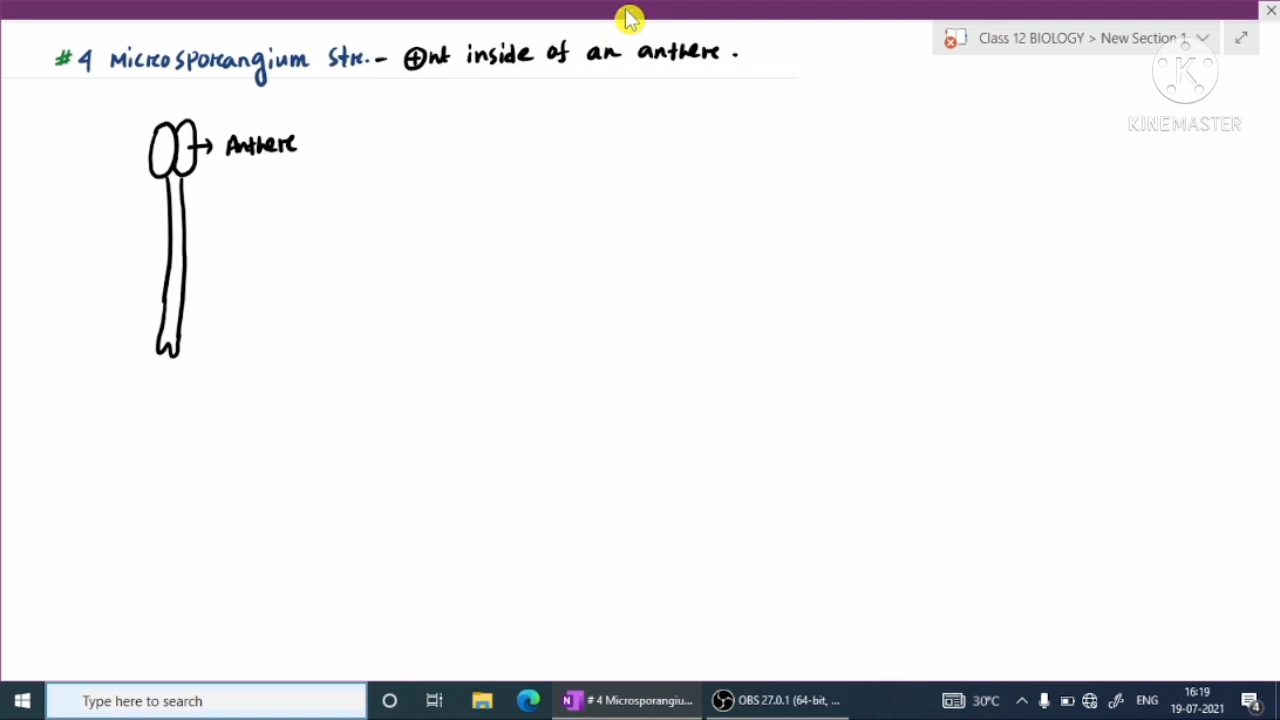 # 4 Microsporangium Str. - ⊕nt inside of an anthere .
Class 12 BIOLOGY > New Section 1
K
KINEMASTER
Anthere
Type here to search
# 4 Microsporangiu...
OBS 27.0.1 (64-bit, ...
30°C
ENG
16:19
19-07-2021
4